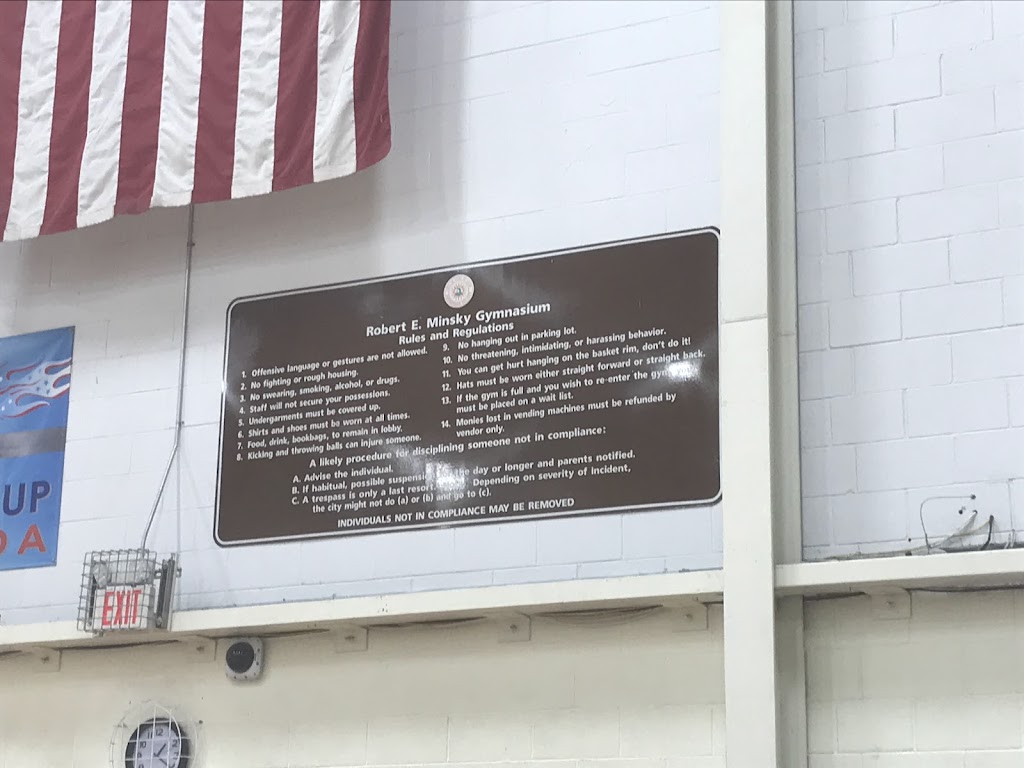 Robert E. Minsky Gymnasium
Rules and Regulations
1. Offensive language or gestures are not allowed.
2. No fighting or rough housing.
3. No swearing, smoking, alcohol, or drugs.
4. Staff will not secure your possessions.
5. Undergarments must be covered up.
6. Shirts and shoes must be worn at all times.
7. Food, drink, bookbags, to remain in lobby.
8. Kicking and throwing balls can injure someone.
9. No hanging out in parking lot.
10. No threatening, intimidating, or harassing behavior.
11. You can get hurt hanging on the basket rim, don't do it!
12. Hats must be worn either straight forward or straight back.
13. If the gym is full and you wish to re-enter the gym
must be placed on a wait list.
14. Monies lost in vending machines must be refunded by
vendor only.
A likely procedure for disciplining someone not in compliance:
A. Advise the individual.
B. If habitual, possible suspens day or longer and parents notified.
C. A trespass is only a last resort Depending on severity of incident,
the city might not do (a) or (b) and go to (c).
INDIVIDUALS NOT IN COMPLIANCE MAY BE REMOVED
UP
DA
EXIT